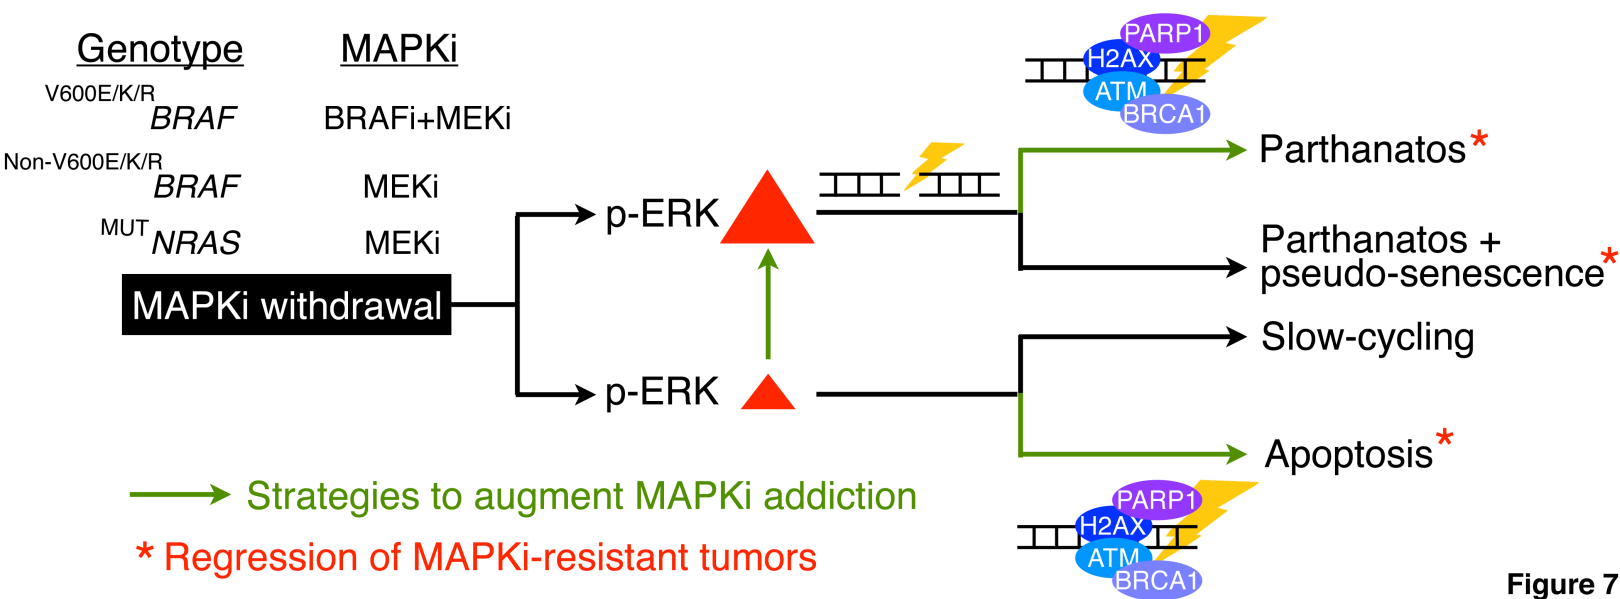 Genotype MAPKi
V600E/K/R
BRAF BRAFi+MEKi
Non-V600E/K/R
BRAF MEKi
MUT NRAS MEKi
MAPKi withdrawal
p-ERK
p-ERK
PARP1
H2AX
ATM
BRCA1
Parthanatos*
Parthanatos +
pseudo-senescence*
Slow-cycling
Apoptosis*
PARP1
H2AX
ATM
BRCA1
Strategies to augment MAPKi addiction
* Regression of MAPKi-resistant tumors
Figure 7